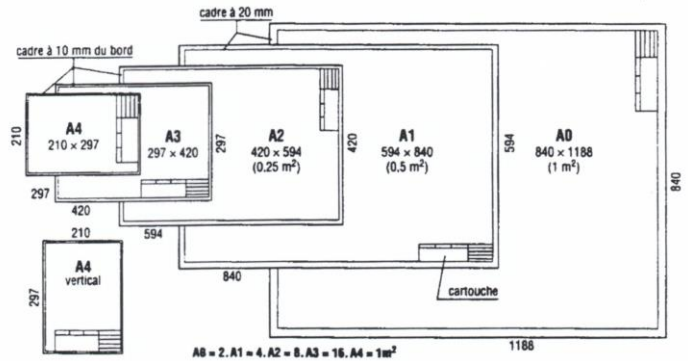 cadre à 20 mm
cadre à 10 mm du bord
A4
210 × 297
210
297
A3
297 × 420
297
420
A2
420 × 594
(0,25 m²)
420
594
A1
594 × 840
(0,5 m²)
594
840
A0
840 × 1188
(1 m²)
840
1188
210
A4
vertical
297
cartouche
A0 = 2.A1 = 4.A2 = 8.A3 = 16.A4 = 1m²